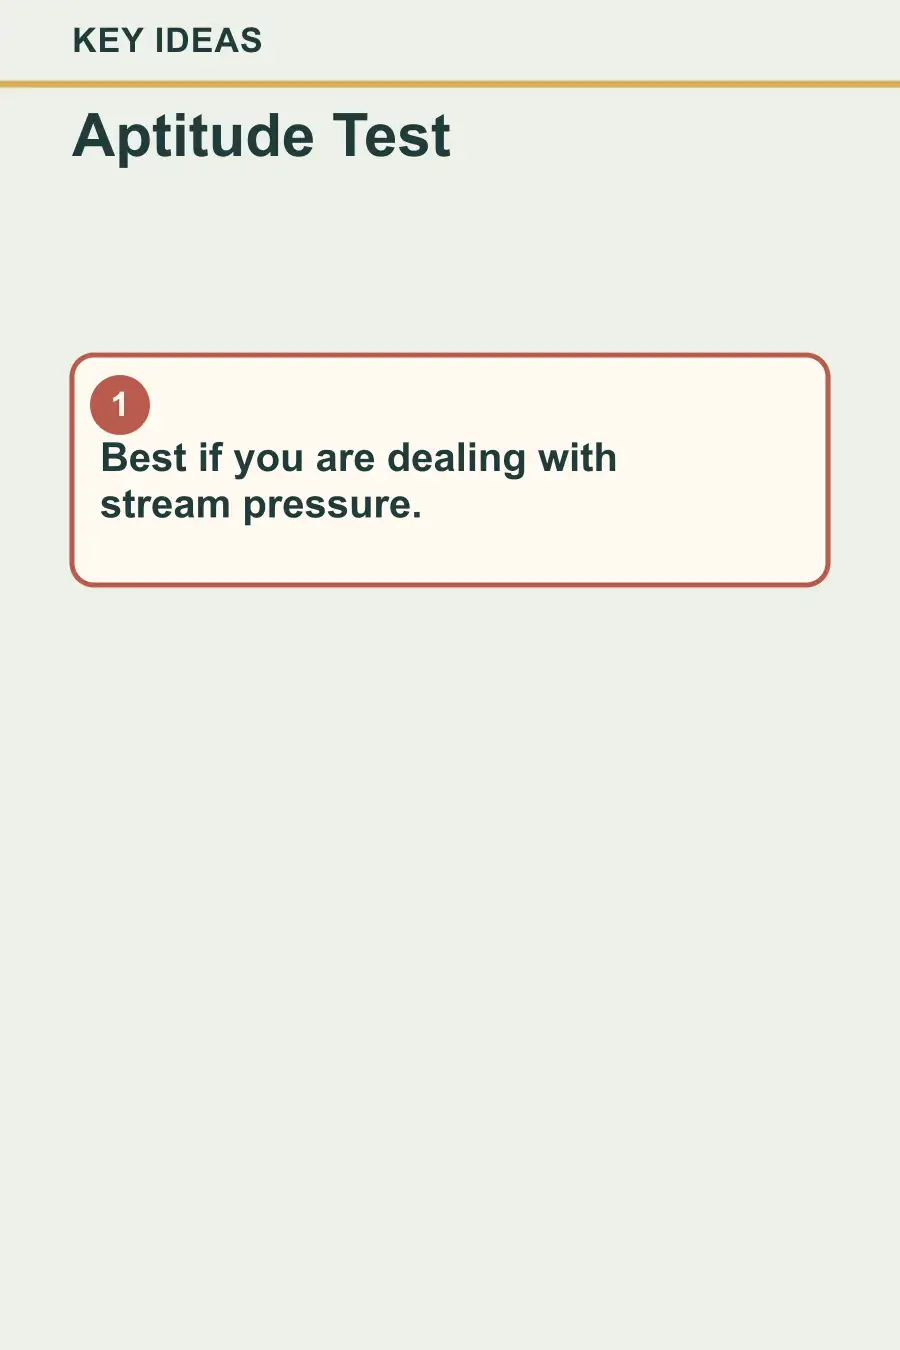 KEY IDEAS
Aptitude Test
1
Best if you are dealing with
stream pressure.